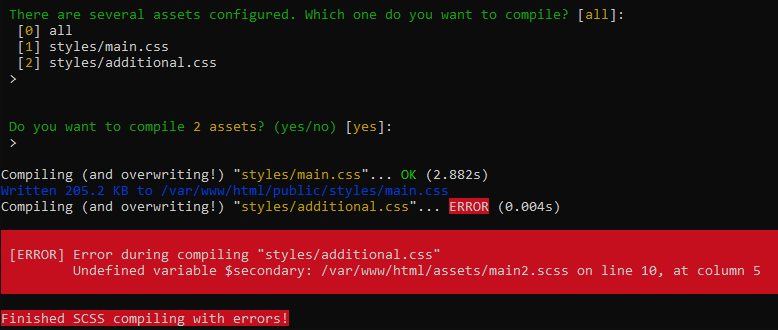 There are several assets configured. Which one do you want to compile? [all]:
[0] all
[1] styles/main.css
[2] styles/additional.css
>
Do you want to compile 2 assets? (yes/no) [yes]:
>
Compiling (and overwriting!) "styles/main.css"... OK (2.882s)
Written 205.2 KB to /var/www/html/public/styles/main.css
Compiling (and overwriting!) "styles/additional.css"... ERROR (0.004s)
[ERROR] Error during compiling "styles/additional.css"
Undefined variable $secondary: /var/www/html/assets/main2.scss on line 10, at column 5
Finished SCSS compiling with errors!